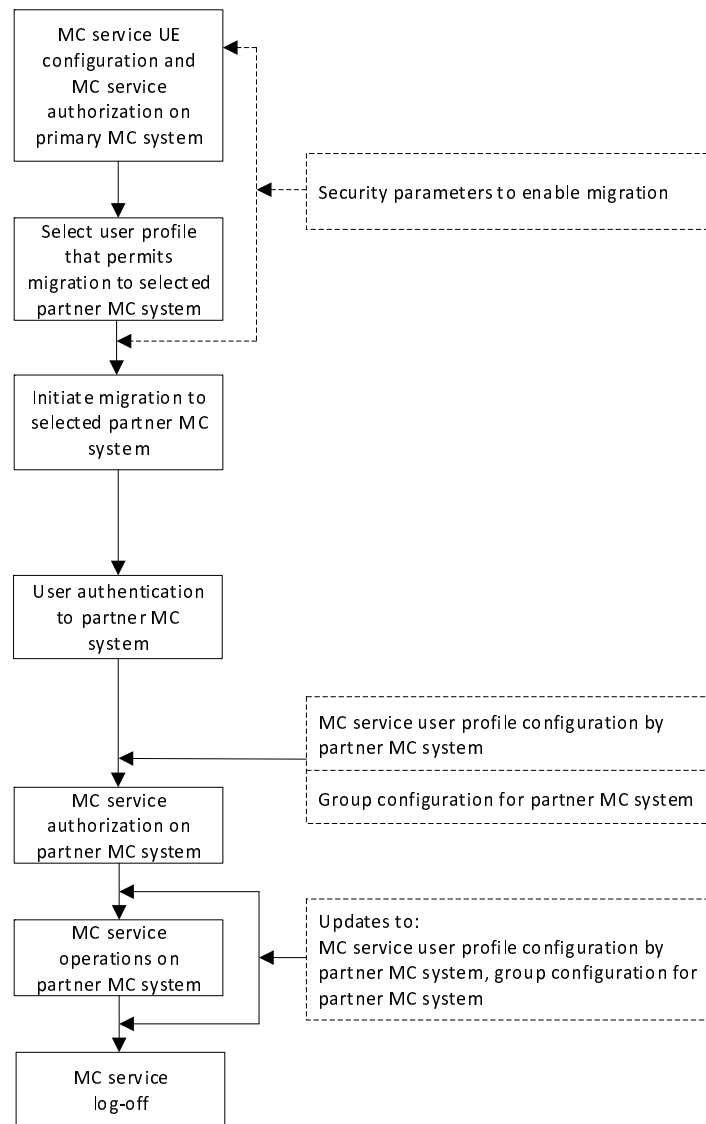 MC service UE
configuration and
MC service
authorization on
primary MC system
Security parameters to enable migration
Select user profile
that permits
migration to selected
partner MC system
Initiate migration to
selected partner MC
system
User authentication
to partner MC
system
MC service user profile configuration by
partner MC system
Group configuration for partner MC system
MC service
authorization on
partner MC system
MC service
operations on
partner MC system
Updates to:
MC service user profile configuration by
partner MC system, group configuration for
partner MC system
MC service
log-off